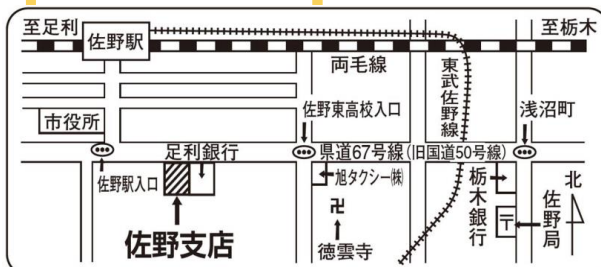 至足利
佐野駅
至栃木
両毛線
東武佐野線
佐野東高校入口
浅沼町
市役所
足利銀行
県道67号線(旧国道50号線)
佐野駅入口
旭タクシー㈱
栃木銀行
北
佐野局
〒
卍
徳雲寺
佐野支店